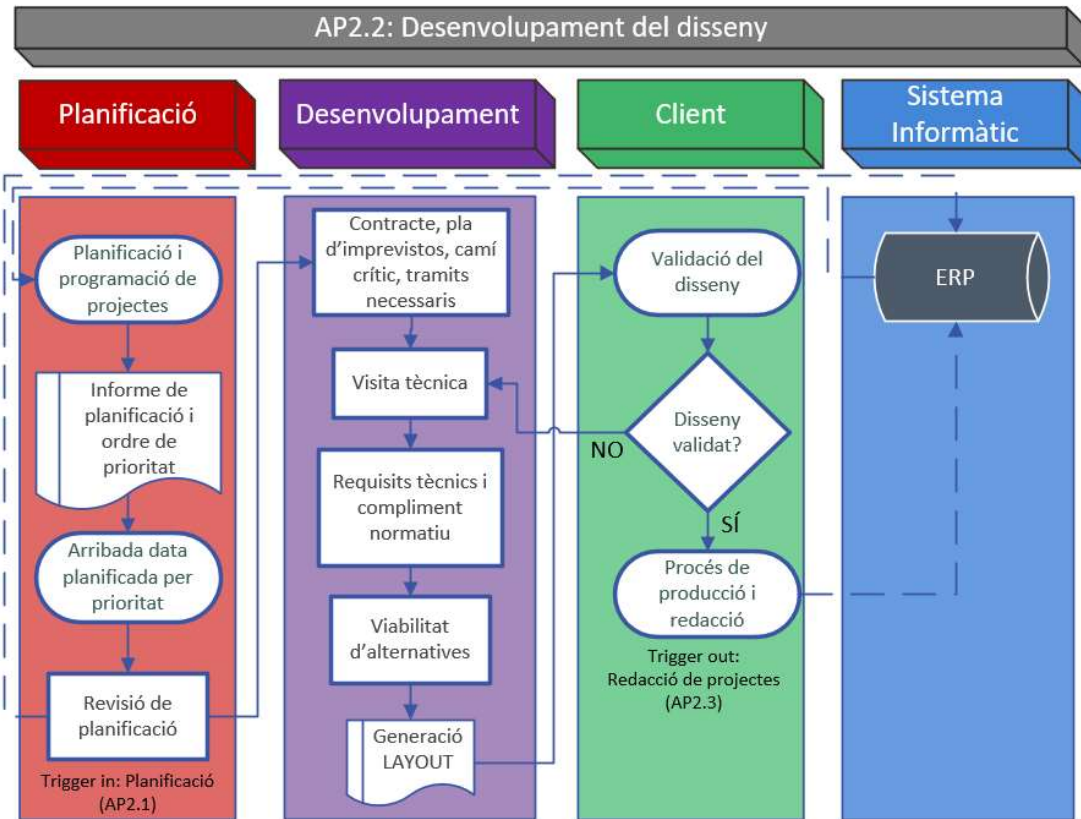 AP2.2: Desenvolupament del disseny
Planificació
Desenvolupament
Client
Sistema
Informàtic
Planificació i
programació de
projectes
Informe de
planificació i
ordre de
prioritat
Arribada data
planificada per
prioritat
Revisió de
planificació
Trigger in: Planificació
(AP2.1)
Contracte, pla
d’imprevistos, camí
crític, tramits
necessaris
Visita tècnica
Requisits tècnics i
compliment
normatiu
Viabilitat
d’alternatives
Generació
LAYOUT
Validació del
disseny
Disseny
validat?
NO
SÍ
Procés de
producció i
redacció
Trigger out:
Redacció de projectes
(AP2.3)
ERP